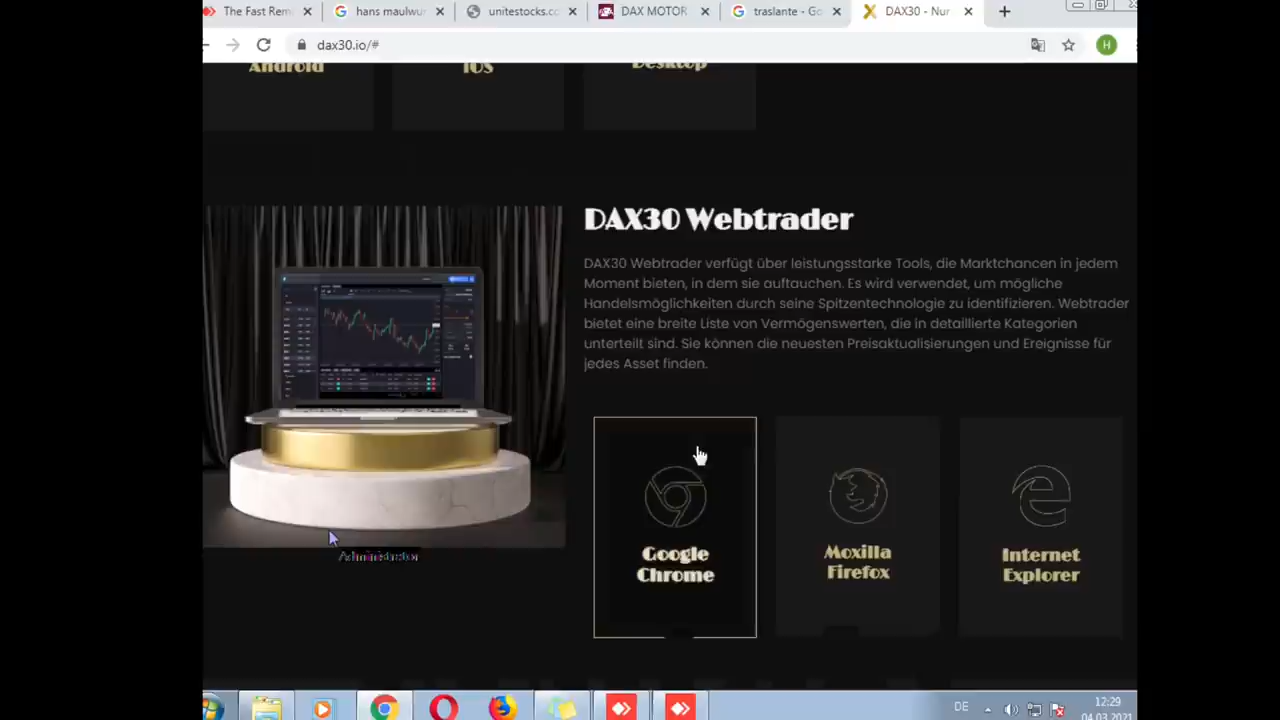 The Fast Rem
hans maulwur
unitestocks.co
DAX MOTOR
traslante - Go
DAX30 - Nur
dax30.io/#
H
Android
iOS
Desktop
DAX30 Webtrader
DAX30 Webtrader verfügt über leistungsstarke Tools, die Marktchancen in jedem
Moment bieten, in dem sie auftauchen. Es wird verwendet, um mögliche
Handelsmöglichkeiten durch seine Spitzentechnologie zu identifizieren. Webtrader
bietet eine breite Liste von Vermögenswerten, die in detaillierte Kategorien
unterteilt sind. Sie können die neuesten Preisaktualisierungen und Ereignisse für
jedes Asset finden.
Administrator
Google
Chrome
Moxilla
Firefox
Internet
Explorer
DE
12:29
04.03.2021